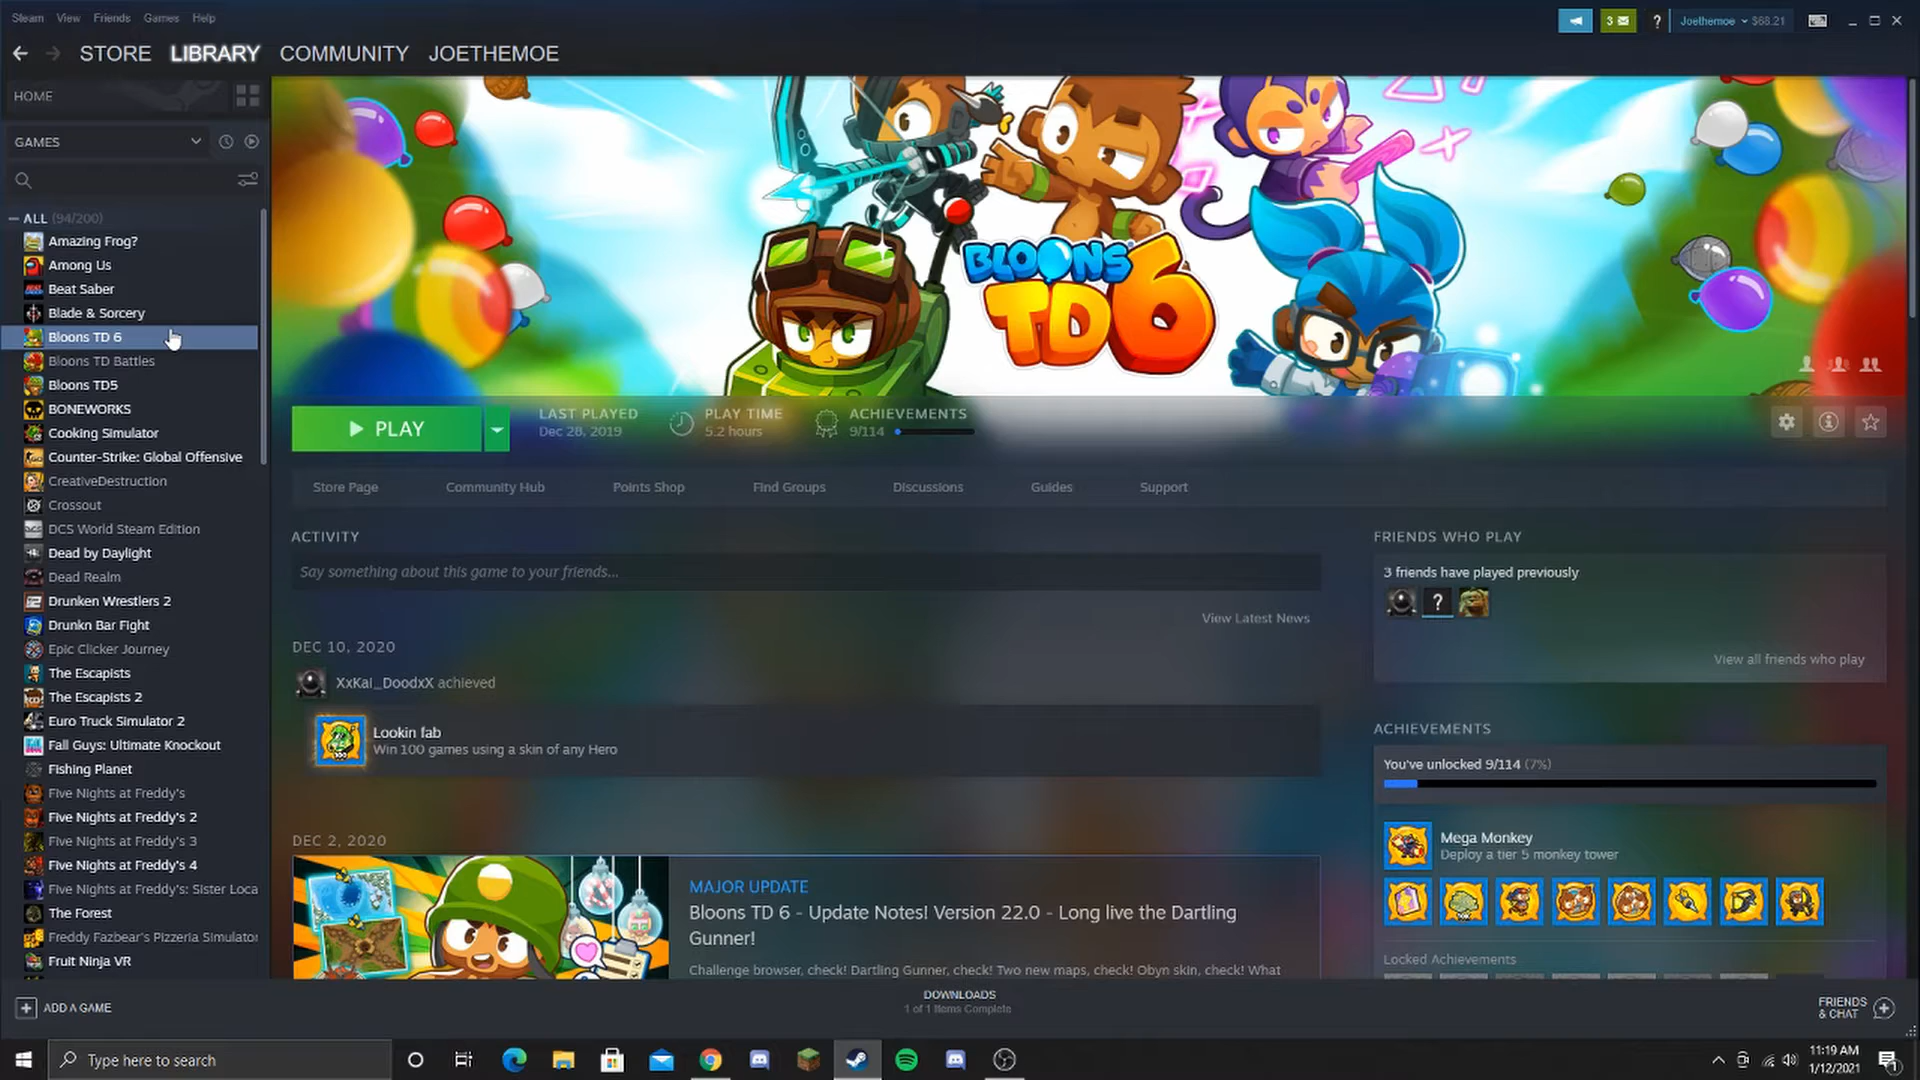 Steam View Friends Games Help
3 ? Joethemoe $68.21
STORE LIBRARY COMMUNITY JOETHEMOE
HOME
GAMES
ALL (94/200)
Amazing Frog?
Among Us
Beat Saber
Blade & Sorcery
Bloons TD 6
Bloons TD Battles
Bloons TD5
BONEWORKS
Cooking Simulator
Counter-Strike: Global Offensive
CreativeDestruction
Crossout
DCS World Steam Edition
Dead by Daylight
Dead Realm
Drunken Wrestlers 2
Drunkn Bar Fight
Epic Clicker Journey
The Escapists
The Escapists 2
Euro Truck Simulator 2
Fall Guys: Ultimate Knockout
Fishing Planet
Five Nights at Freddy's
Five Nights at Freddy's 2
Five Nights at Freddy's 3
Five Nights at Freddy's 4
Five Nights at Freddy's: Sister Loca
The Forest
Freddy Fazbear's Pizzeria Simulator
Fruit Ninja VR
ADD A GAME
BLOONS
TD6
PLAY
LAST PLAYED
Dec 28, 2019
PLAY TIME
5.2 hours
ACHIEVEMENTS
9/114
Store Page Community Hub Points Shop Find Groups Discussions Guides Support
ACTIVITY
Say something about this game to your friends...
View Latest News
DEC 10, 2020
XxKaI_DoodxX achieved
Lookin fab
Win 100 games using a skin of any Hero
DEC 2, 2020
MAJOR UPDATE
Bloons TD 6 - Update Notes! Version 22.0 - Long live the Dartling
Gunner!
Challenge browser, check! Dartling Gunner, check! Two new maps, check! Obyn skin, check! What
FRIENDS WHO PLAY
3 friends have played previously
?
View all friends who play
ACHIEVEMENTS
You've unlocked 9/114 (7%)
Mega Monkey
Deploy a tier 5 monkey tower
Locked Achievements
DOWNLOADS
1 of 1 Items Complete
FRIENDS
& CHAT
Type here to search
11:19 AM
1/12/2021
1